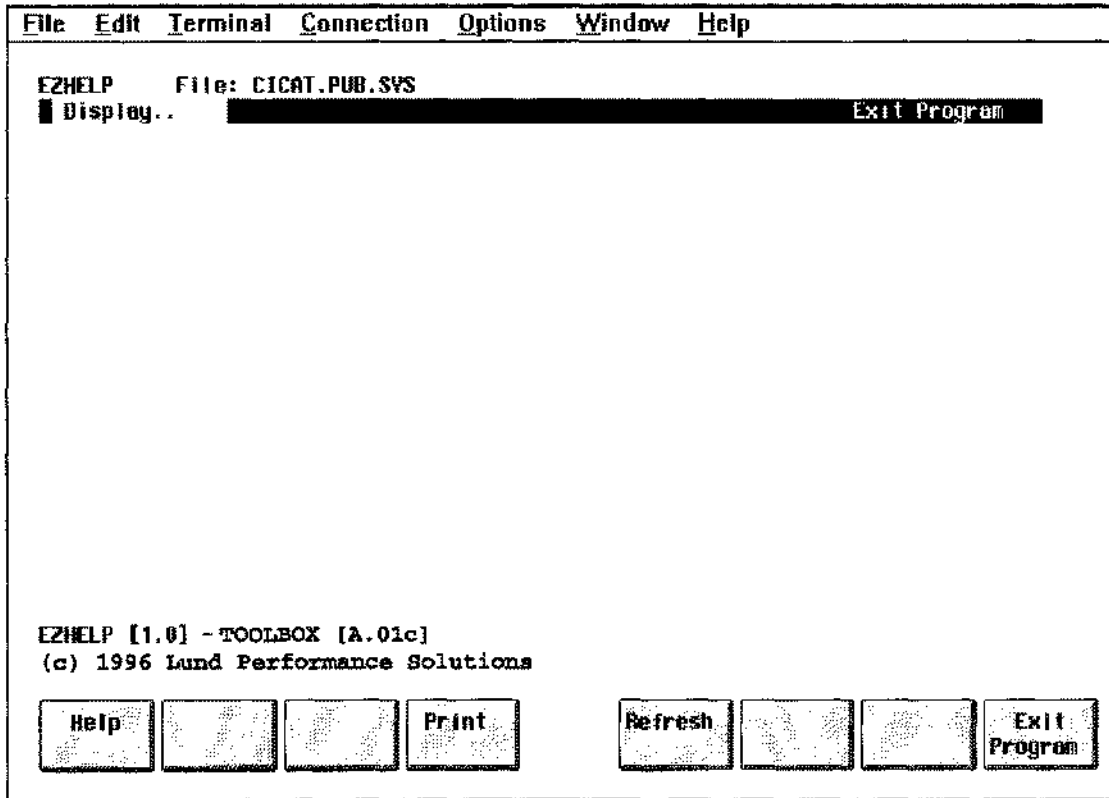 File Edit Terminal Connection Options Window Help
EZHELP File: CICAT.PUB.SYS
Display.. Exit Program
EZHELP [1.0] - TOOLBOX [A.01c]
(c) 1996 Lund Performance Solutions
Help Print Refresh Exit Program